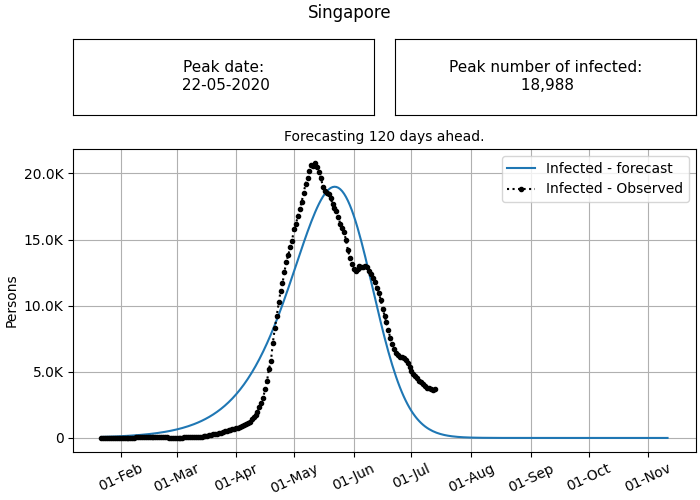 Singapore
Peak date:
22-05-2020
Peak number of infected:
18,988
Forecasting 120 days ahead.
Infected - forecast
Infected - Observed
20.0K
15.0K
10.0K
5.0K
0
Persons
01-Feb
01-Mar
01-Apr
01-May
01-Jun
01-Jul
01-Aug
01-Sep
01-Oct
01-Nov